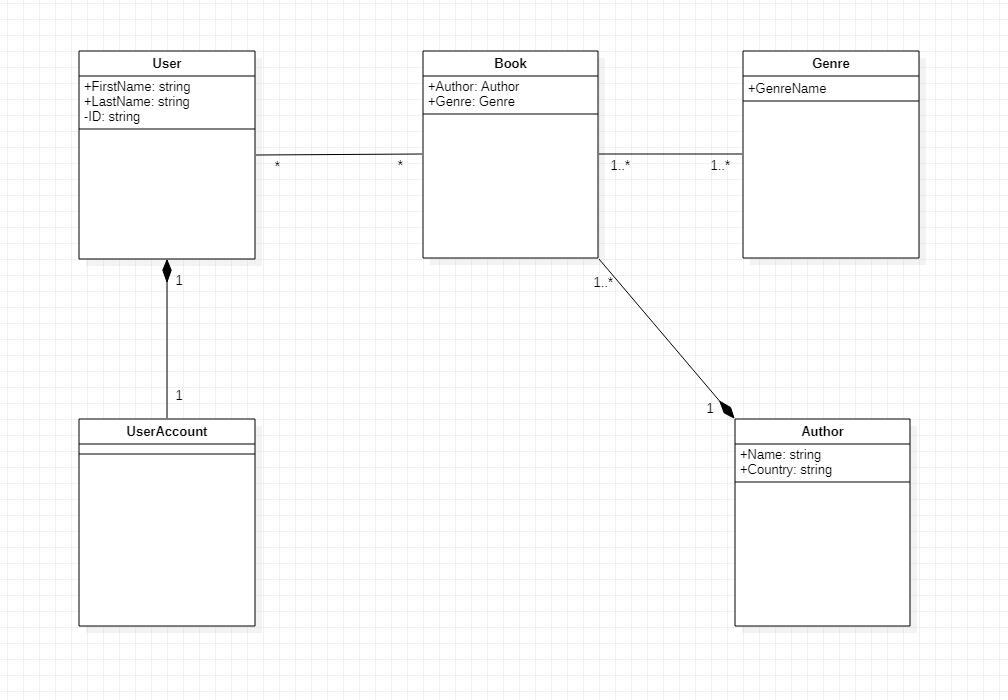 User
+FirstName: string
+LastName: string
-ID: string
Book
+Author: Author
+Genre: Genre
Genre
+GenreName
*
*
1..*
1..*
1
1..*
1
1
UserAccount
Author
+Name: string
+Country: string